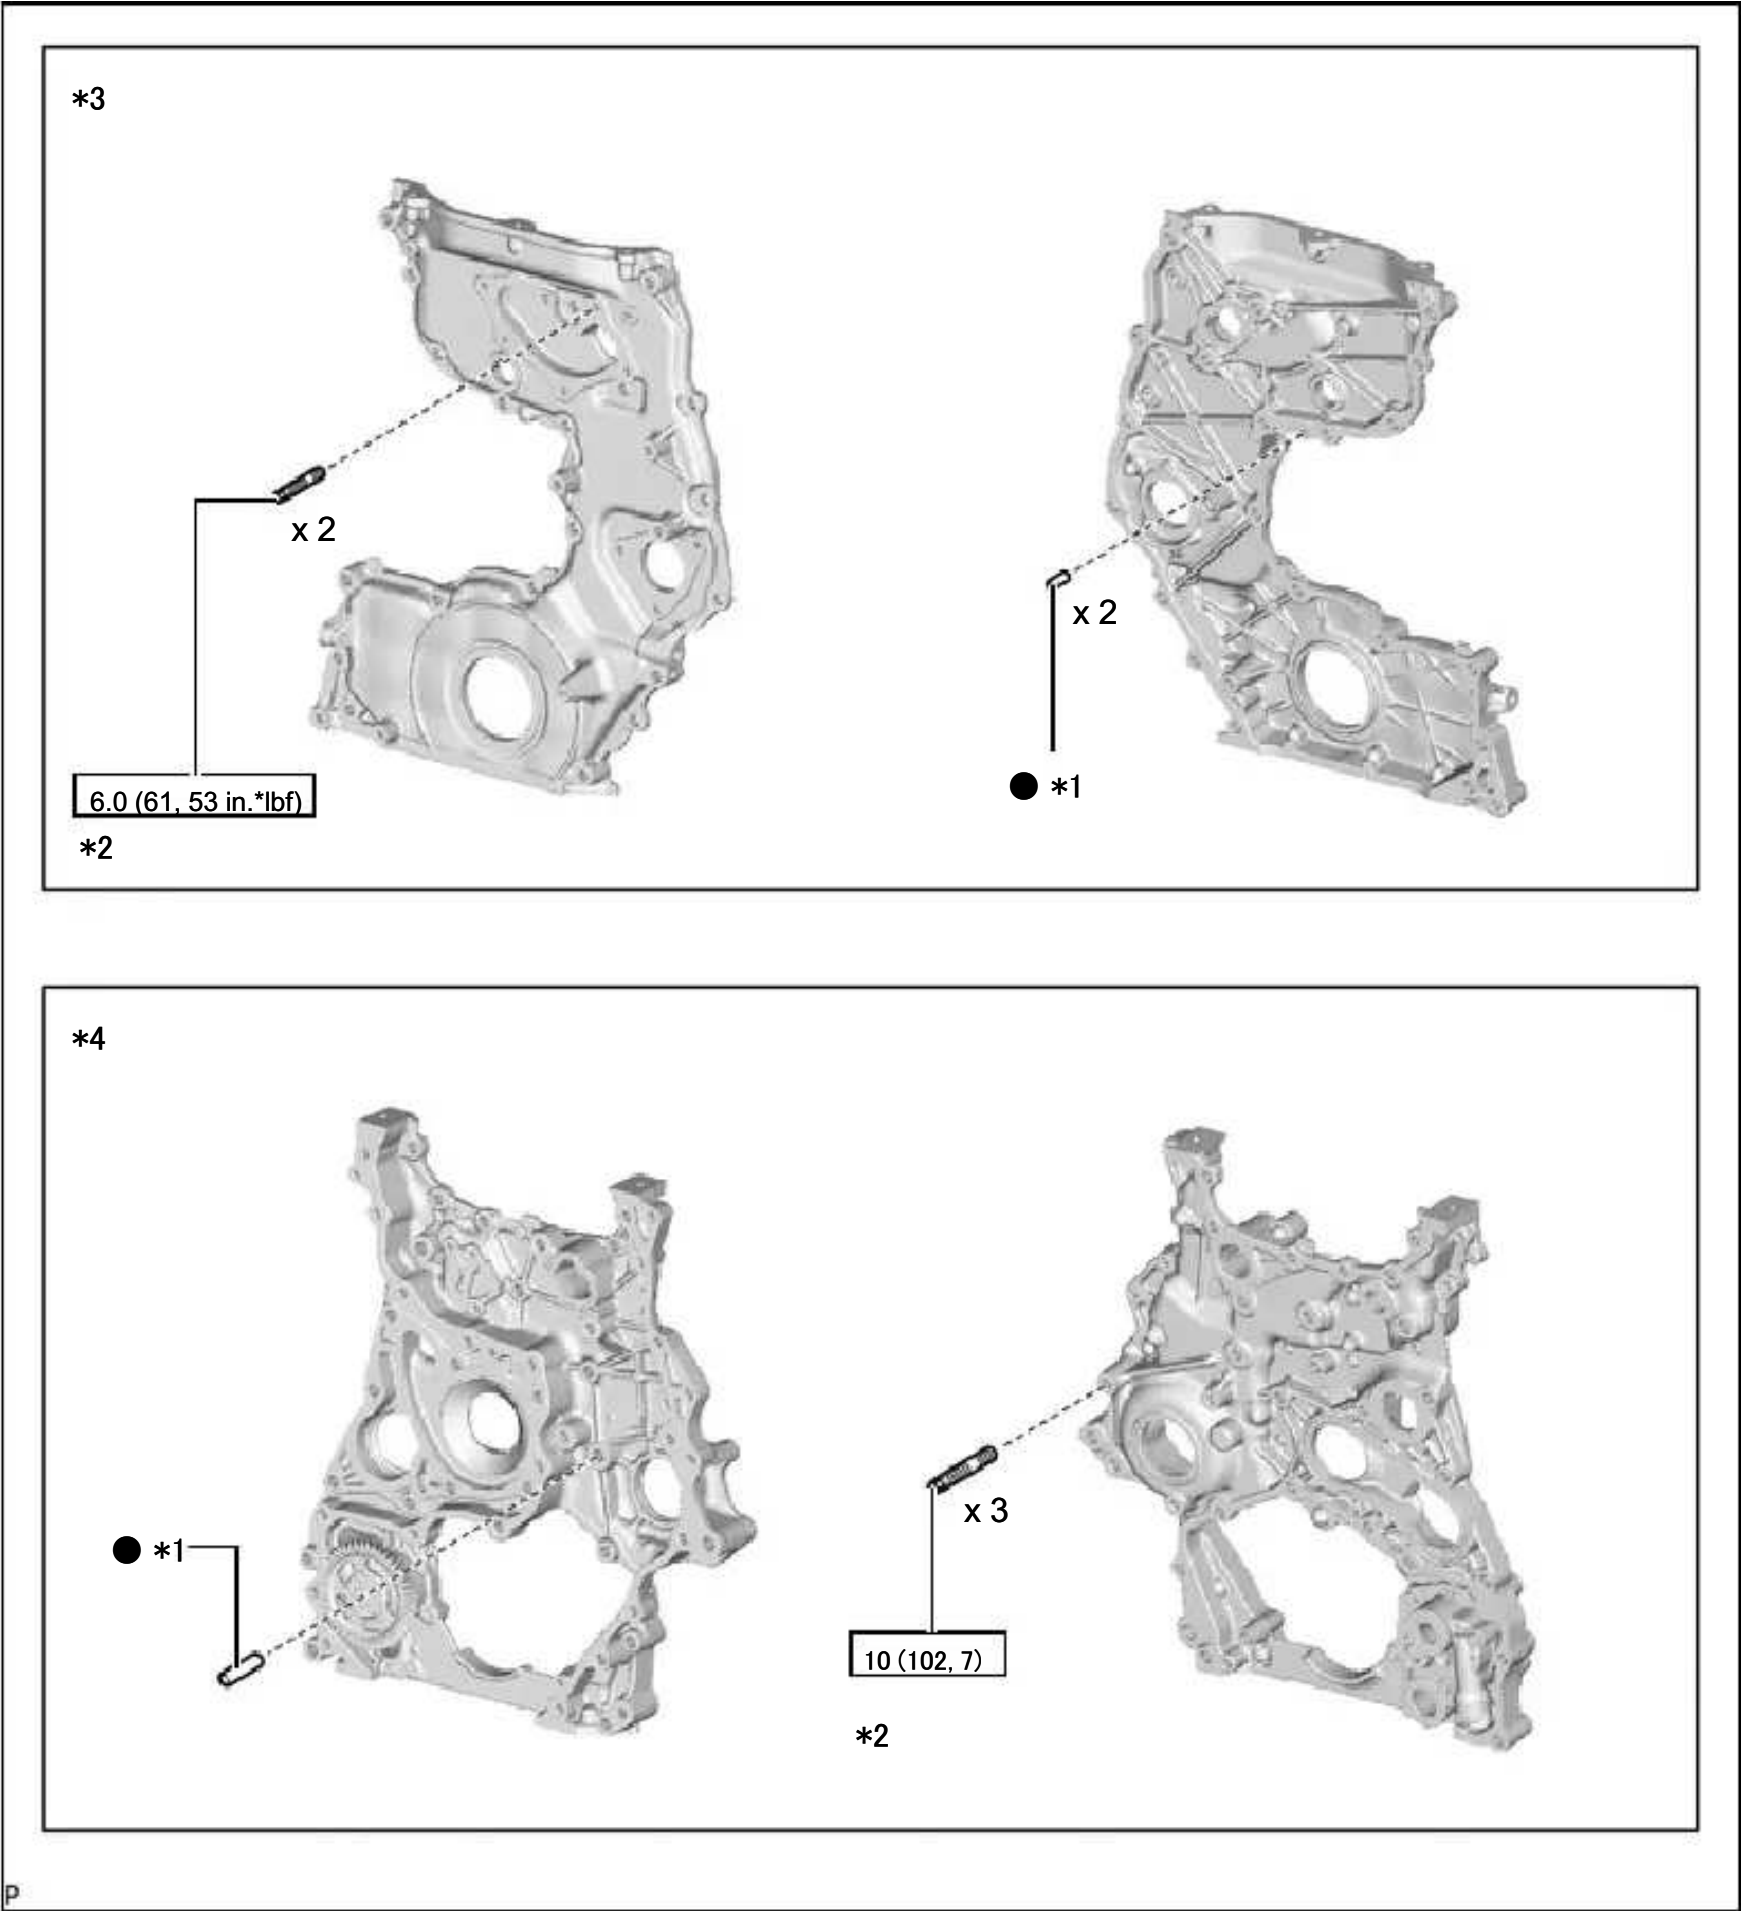 *3
x 2
x 2
6.0 (61, 53 in.*lbf)
● *1
*2
*4
x 3
● *1
10 (102, 7)
*2
P